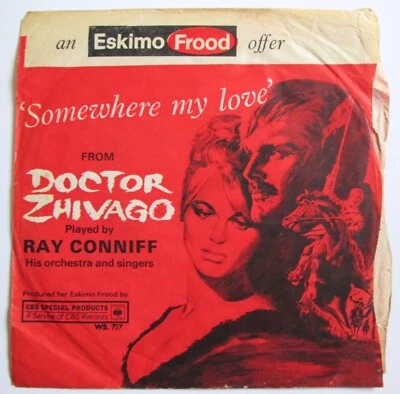 an Eskimo Frood offer
'Somewhere my love'
FROM
DOCTOR
ZHIVAGO
Played by
RAY CONNIFF
His orchestra and singers
Produced for Eskimo Frood by
CBS SPECIAL PRODUCTS
A Service of CBS Records
WB. 727